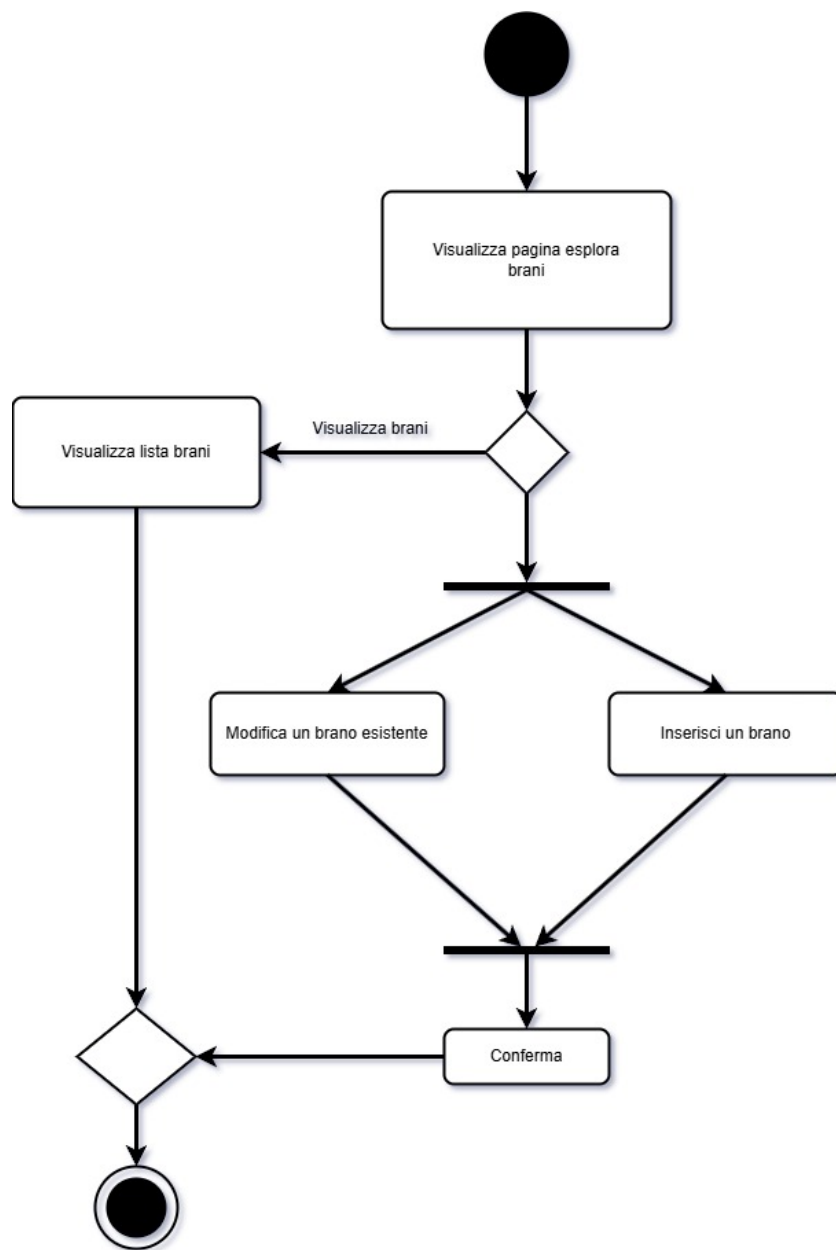 Visualizza pagina esplora
brani
Visualizza brani
Visualizza lista brani
Modifica un brano esistente
Inserisci un brano
Conferma